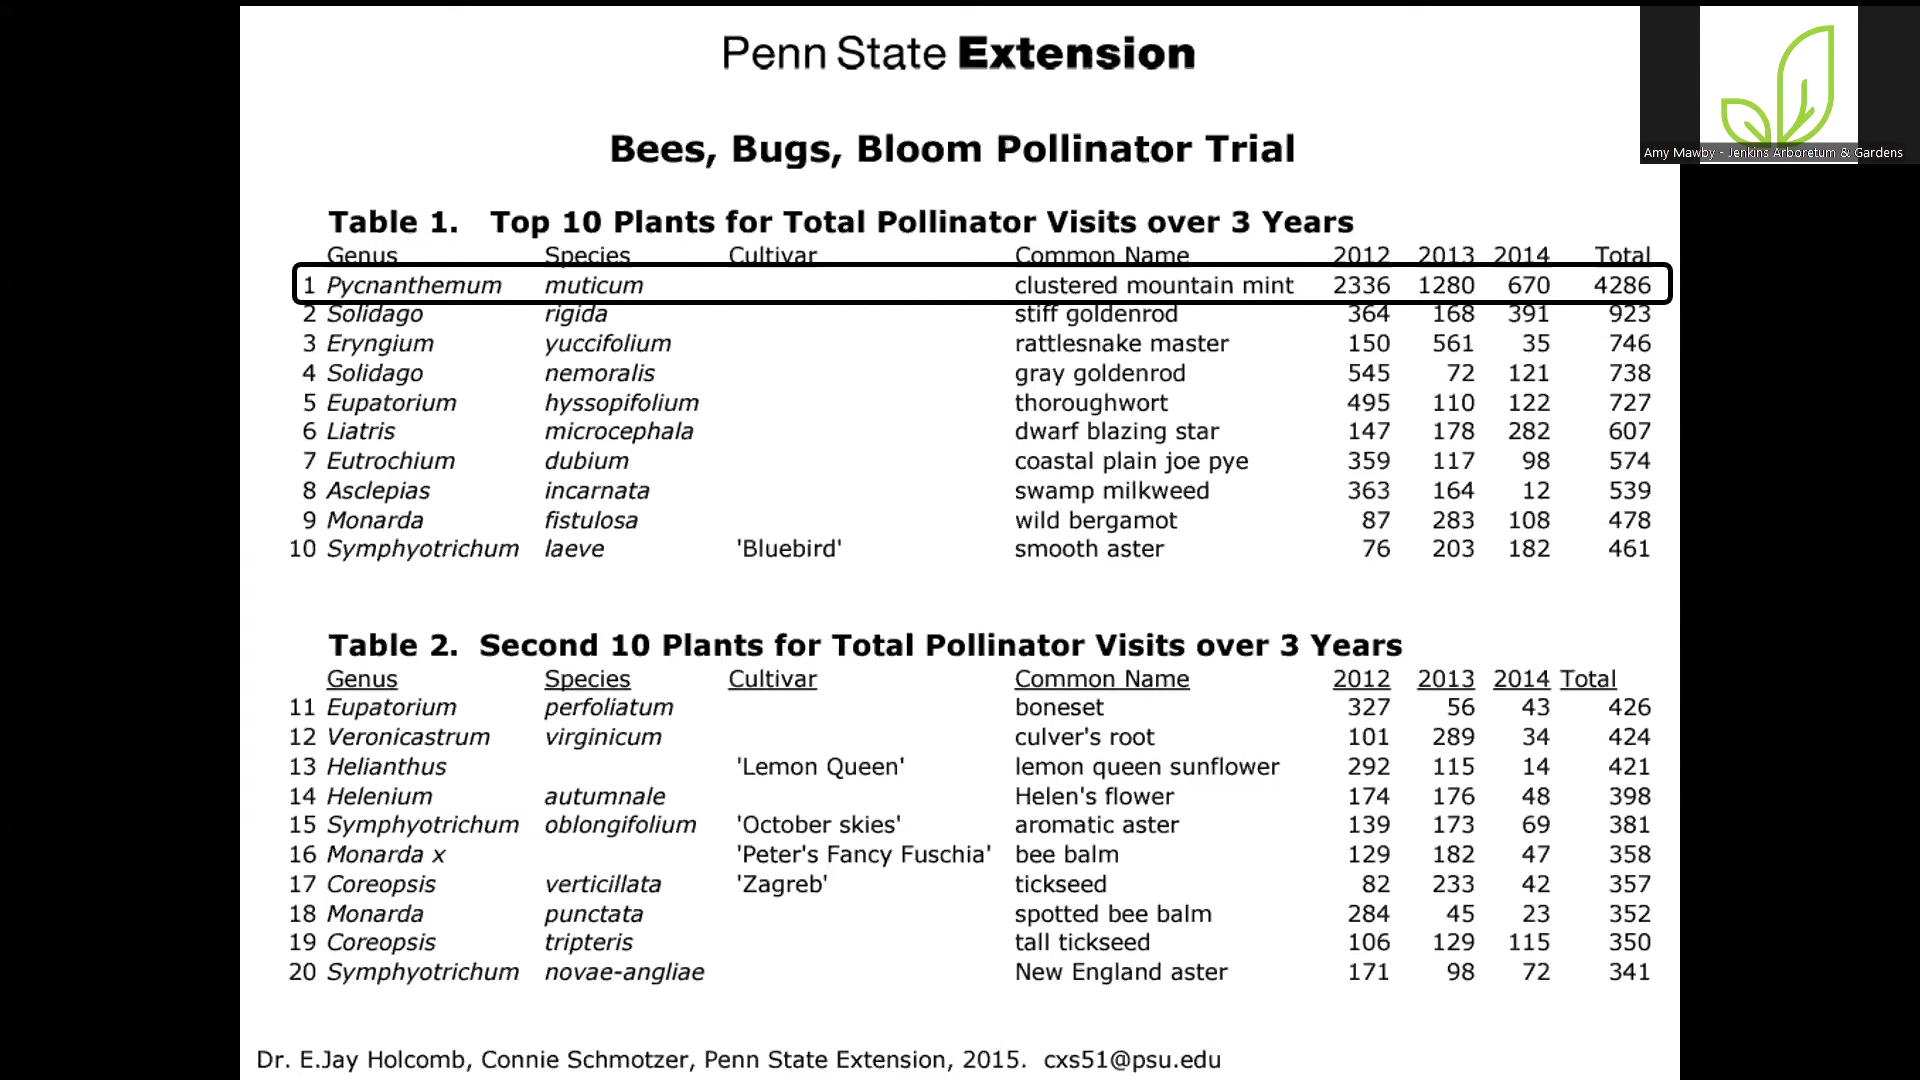 Penn State Extension
Amy Mawby - Jenkins Arboretum & Gardens
Bees, Bugs, Bloom Pollinator Trial
Table 1. Top 10 Plants for Total Pollinator Visits over 3 Years
Genus Species Cultivar Common Name 2012 2013 2014 Total
1 Pycnanthemum muticum clustered mountain mint 2336 1280 670 4286
2 Solidago rigida stiff goldenrod 364 168 391 923
3 Eryngium yuccifolium rattlesnake master 150 561 35 746
4 Solidago nemoralis gray goldenrod 545 72 121 738
5 Eupatorium hyssopifolium thoroughwort 495 110 122 727
6 Liatris microcephala dwarf blazing star 147 178 282 607
7 Eutrochium dubium coastal plain joe pye 359 117 98 574
8 Asclepias incarnata swamp milkweed 363 164 12 539
9 Monarda fistulosa wild bergamot 87 283 108 478
10 Symphyotrichum laeve 'Bluebird' smooth aster 76 203 182 461
Table 2. Second 10 Plants for Total Pollinator Visits over 3 Years
Genus Species Cultivar Common Name 2012 2013 2014 Total
11 Eupatorium perfoliatum boneset 327 56 43 426
12 Veronicastrum virginicum culver's root 101 289 34 424
13 Helianthus 'Lemon Queen' lemon queen sunflower 292 115 14 421
14 Helenium autumnale Helen's flower 174 176 48 398
15 Symphyotrichum oblongifolium 'October skies' aromatic aster 139 173 69 381
16 Monarda x 'Peter's Fancy Fuschia' bee balm 129 182 47 358
17 Coreopsis verticillata 'Zagreb' tickseed 82 233 42 357
18 Monarda punctata spotted bee balm 284 45 23 352
19 Coreopsis tripteris tall tickseed 106 129 115 350
20 Symphyotrichum novae-angliae New England aster 171 98 72 341
Dr. E.Jay Holcomb, Connie Schmotzer, Penn State Extension, 2015. cxs51@psu.edu